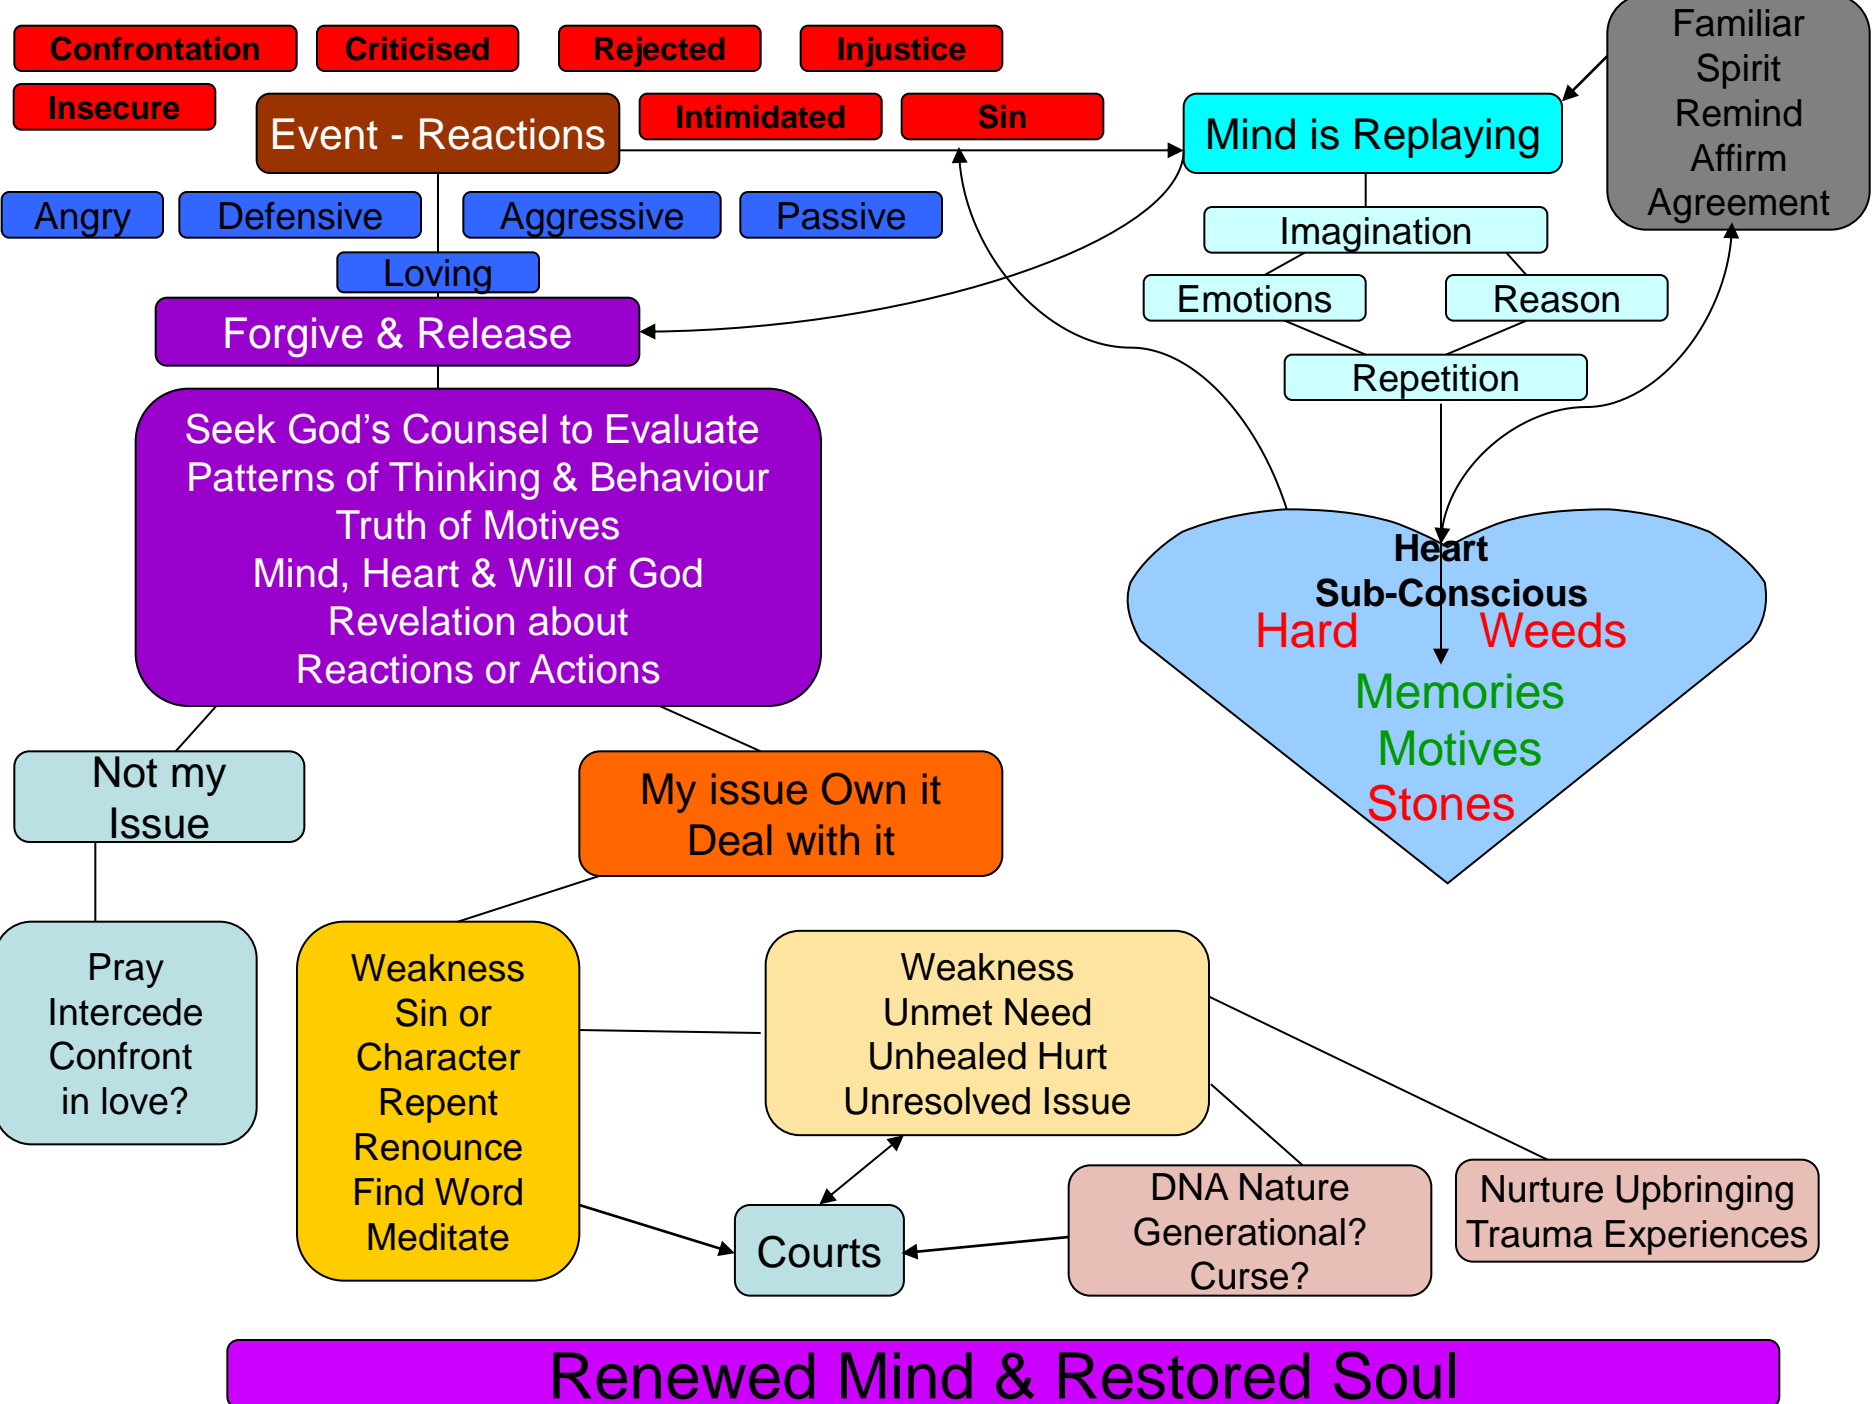 Confrontation
Criticised
Rejected
Injustice
Insecure
Event - Reactions
Intimidated
Sin
Mind is Replaying
Familiar
Spirit
Remind
Affirm
Agreement
Angry
Defensive
Aggressive
Passive
Loving
Imagination
Emotions
Reason
Repetition
Forgive & Release
Seek God’s Counsel to Evaluate
Patterns of Thinking & Behaviour
Truth of Motives
Mind, Heart & Will of God
Revelation about
Reactions or Actions
Heart
Sub-Conscious
Hard
Weeds
Memories
Motives
Stones
Not my
Issue
My issue Own it
Deal with it
Pray
Intercede
Confront
in love?
Weakness
Sin or
Character
Repent
Renounce
Find Word
Meditate
Weakness
Unmet Need
Unhealed Hurt
Unresolved Issue
Courts
DNA Nature
Generational?
Curse?
Nurture Upbringing
Trauma Experiences
Renewed Mind & Restored Soul